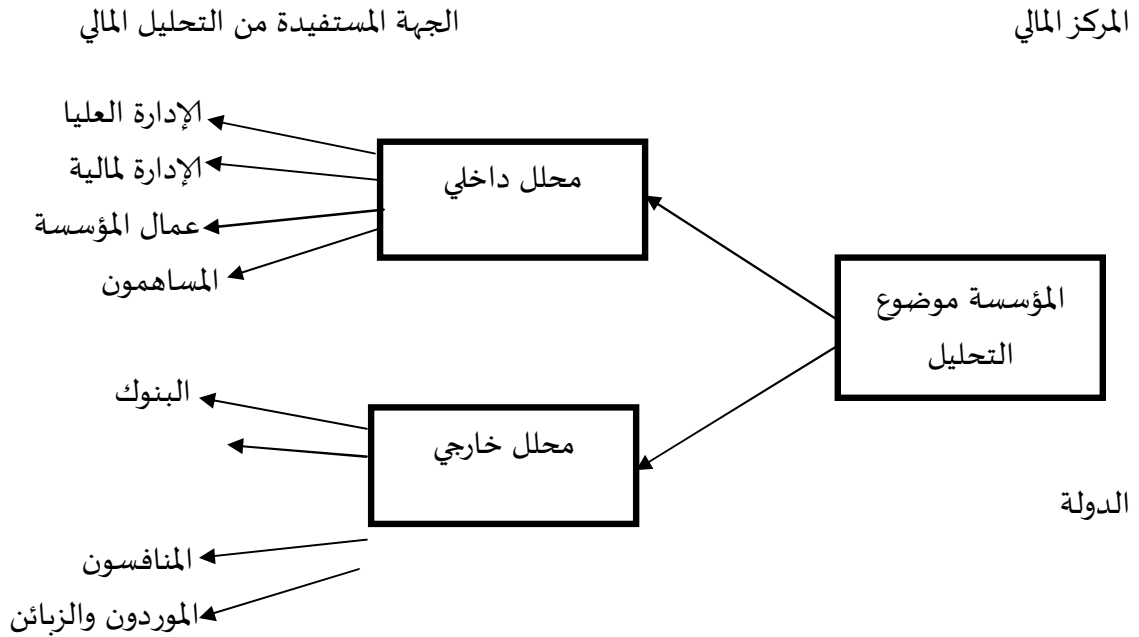 المركز المالي
الجهة المستفيدة من التحليل المالي
الإدارة العليا
الإدارة لمالية
عمال المؤسسة
المساهمون
محلل داخلي
المؤسسة موضوع
التحليل
البنوك
محلل خارجي
الدولة
المنافسون
الموردون والزبائن